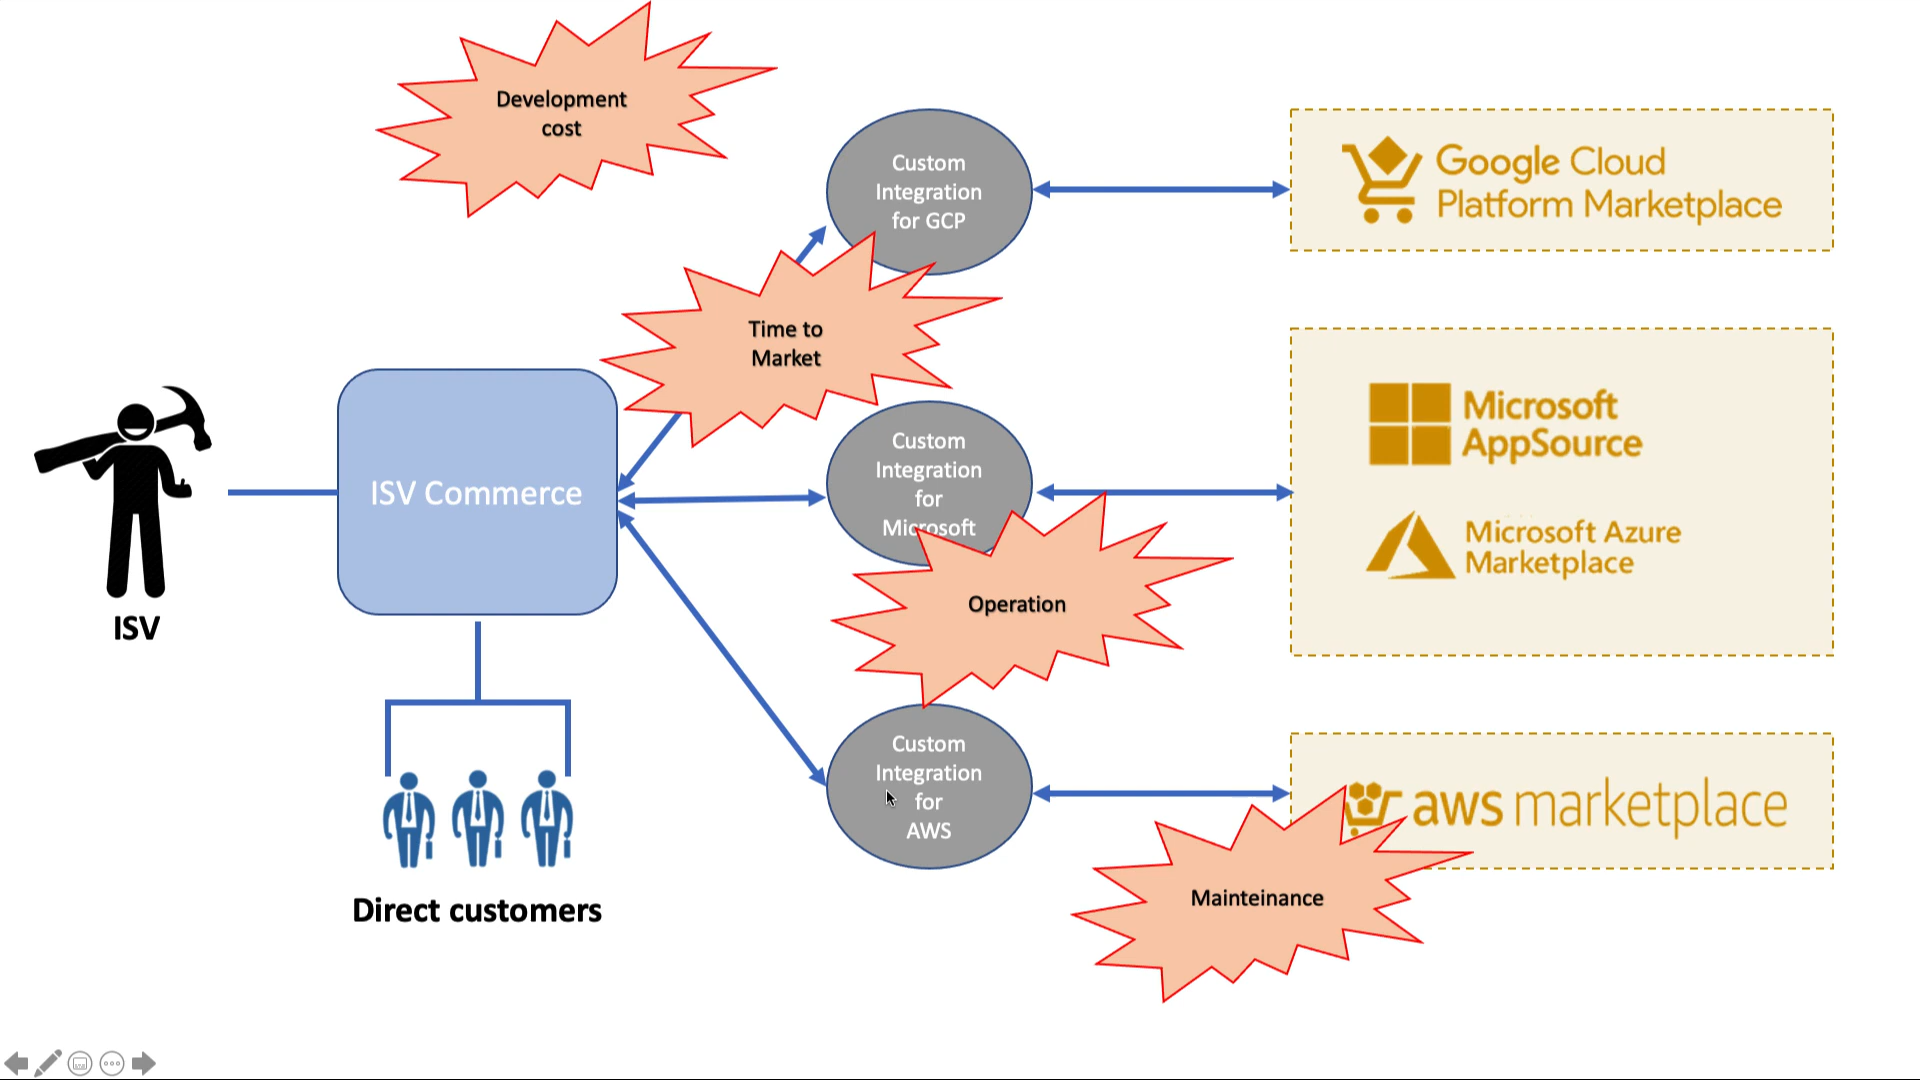 Development
cost
Custom
Integration
for GCP
Google Cloud
Platform Marketplace
Time to
Market
ISV Commerce
Custom
Integration
for
Microsoft
Microsoft
AppSource
Microsoft Azure
Marketplace
Operation
ISV
Custom
Integration
for
AWS
aws marketplace
Mainteinance
Direct customers